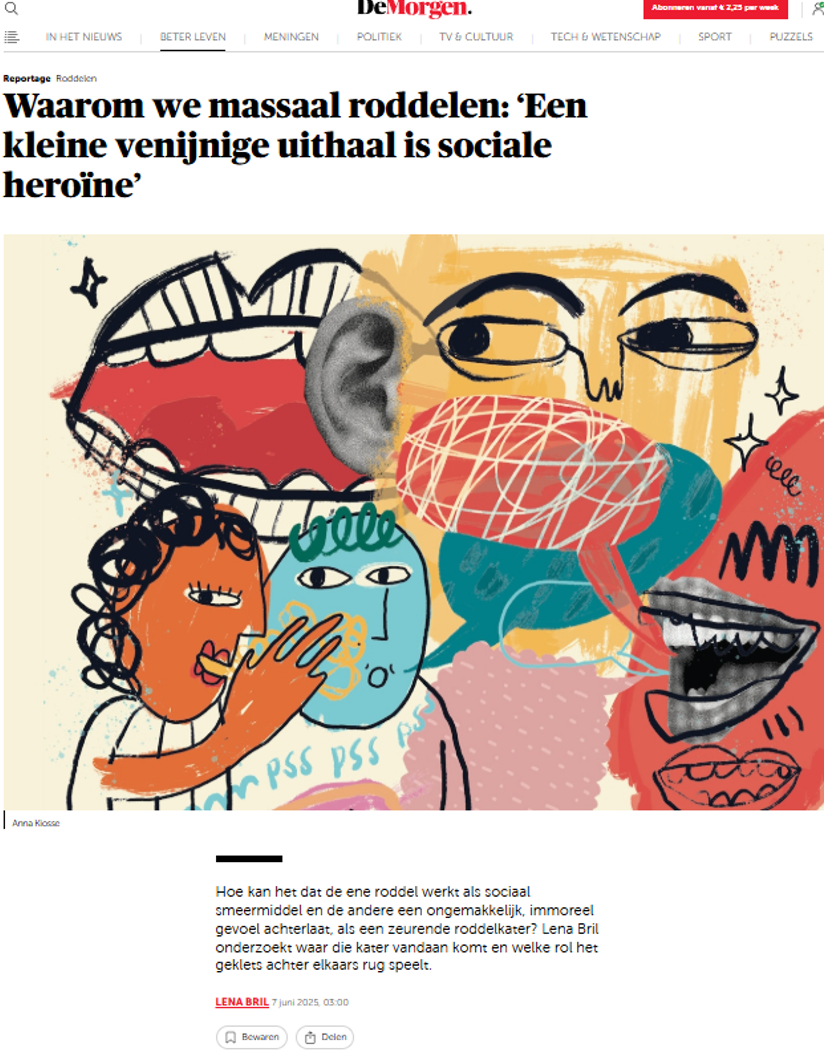 DeMorgen.
Abonneren vanaf € 2,25 per week
IN HET NIEUWS
BETER LEVEN
MENINGEN
POLITIEK
TV & CULTUUR
TECH & WETENSCHAP
SPORT
PUZZELS
Reportage Roddelen
Waarom we massaal roddelen: ‘Een
kleine venijnige uithaal is sociale
heroïne’
pss pss pss
Anna Kiosse
Hoe kan het dat de ene roddel werkt als sociaal
smeermiddel en de andere een ongemakkelijk, immoreel
gevoel achterlaat, als een zeurende roddelkater? Lena Bril
onderzoekt waar die kater vandaan komt en welke rol het
geklets achter elkaars rug speelt.
LENA BRIL 7 juni 2025, 03:00
Bewaren
Delen